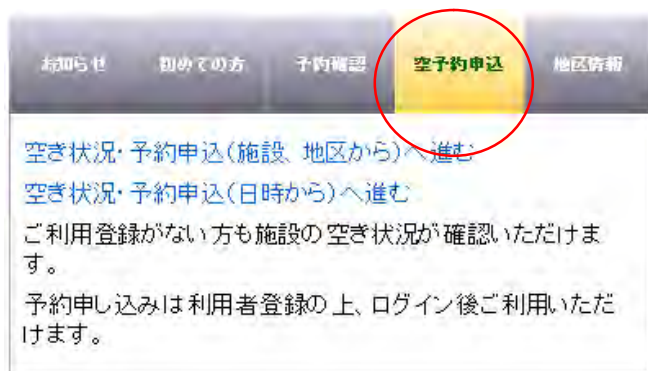 お知らせ 初めての方 予約確認 空予約申込 地区情報
空き状況・予約申込(施設、地区から)へ進む
空き状況・予約申込(日時から)へ進む
ご利用登録がない方も施設の空き状況が確認いただけま
す。
予約申し込みは利用者登録の上、ログイン後ご利用いただ
けます。